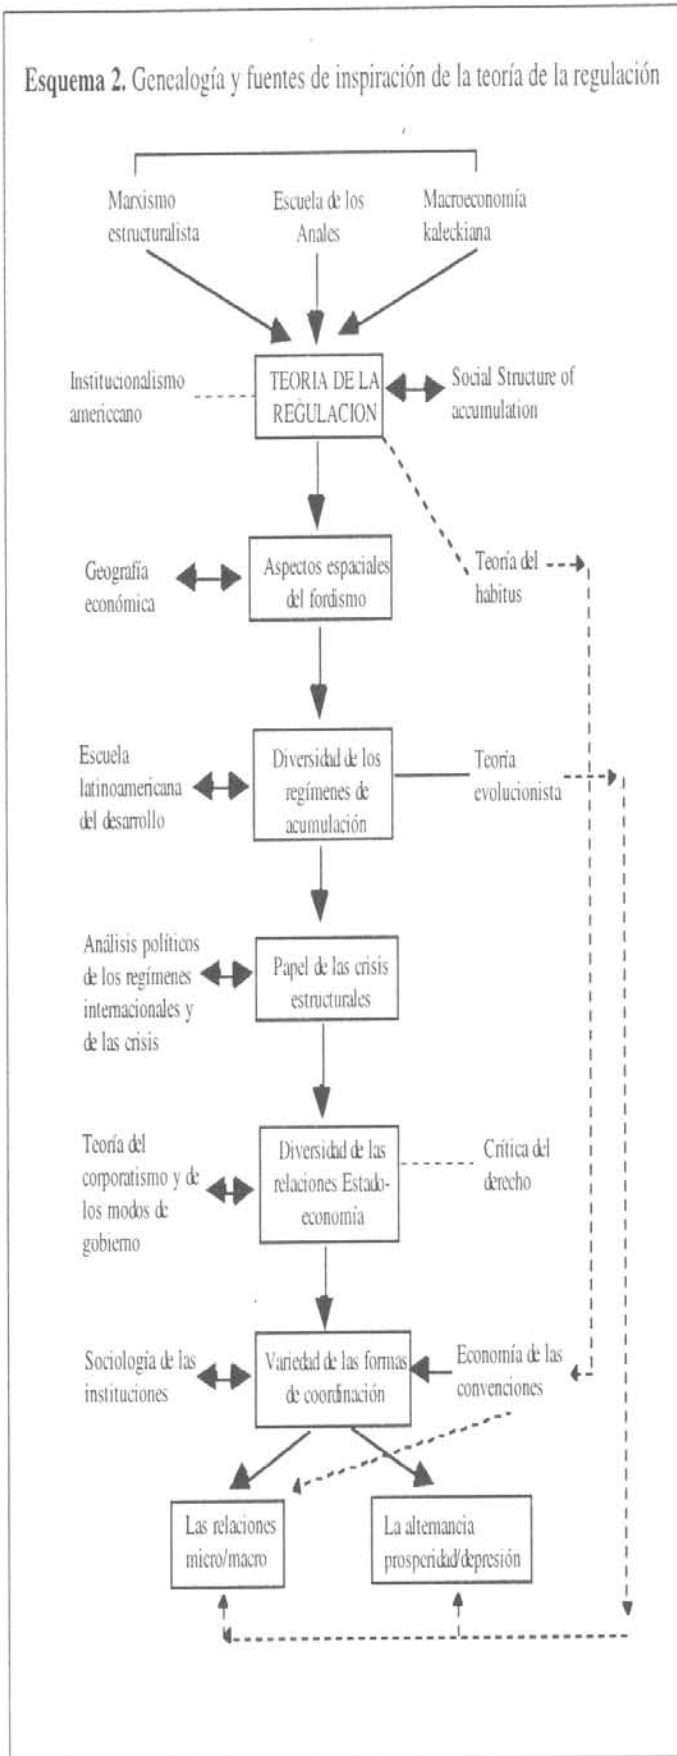 Esquema 2. Genealogía y fuentes de inspiración de la teoría de la regulación
Marxismo
estructuralista
Escuela de los
Anales
Macroeconomía
kaleckiana
Institucionalismo
americcano
TEORIA DE LA
REGULACION
Social Structure of
accumulation
Geografía
económica
Aspectos espaciales
del fordismo
Teoría del
habitus
Escuela
latinoamericana
del desarrollo
Diversidad de los
regímenes de
acumulación
Teoría
evolucionista
Análisis políticos
de los regímenes
internacionales y
de las crisis
Papel de las crisis
estructurales
Teoría del
corporatismo y de
los modos de
gobierno
Diversidad de las
relaciones Estado-
economía
Crítica del
derecho
Sociología de las
instituciones
Variedad de las formas
de coordinación
Economía de las
convenciones
Las relaciones
micro/macro
La alternancia
prosperidad/depresión